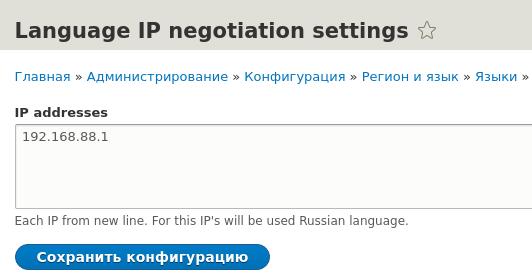 Language IP negotiation settings
Главная » Администрирование » Конфигурация » Регион и язык » Языки »
IP addresses
192.168.88.1
Each IP from new line. For this IP's will be used Russian language.
Сохранить конфигурацию